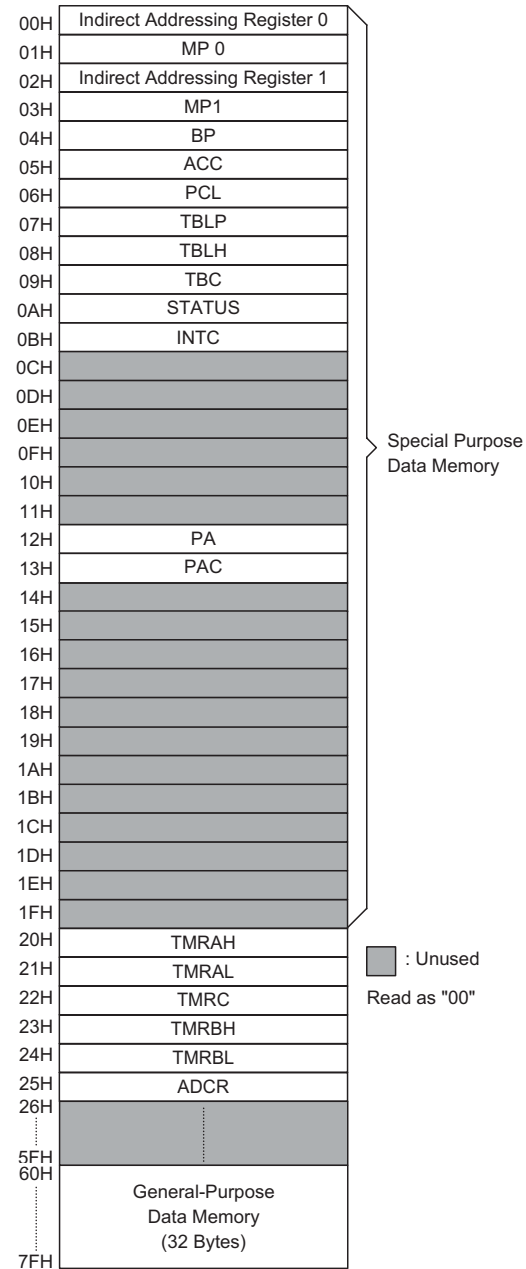 00H Indirect Addressing Register 0
01H MP 0
02H Indirect Addressing Register 1
03H MP1
04H BP
05H ACC
06H PCL
07H TBLP
08H TBLH
09H TBC
0AH STATUS
0BH INTC
0CH
0DH
0EH
0FH
10H
11H
12H PA
13H PAC
14H
15H
16H
17H
18H
19H
1AH
1BH
1CH
1DH
1EH
1FH
Special Purpose
Data Memory
20H TMRAH
21H TMRAL
22H TMRC
23H TMRBH
24H TMRBL
25H ADCR
26H
5FH
60H
General-Purpose
Data Memory
(32 Bytes)
7FH
: Unused
Read as "00"